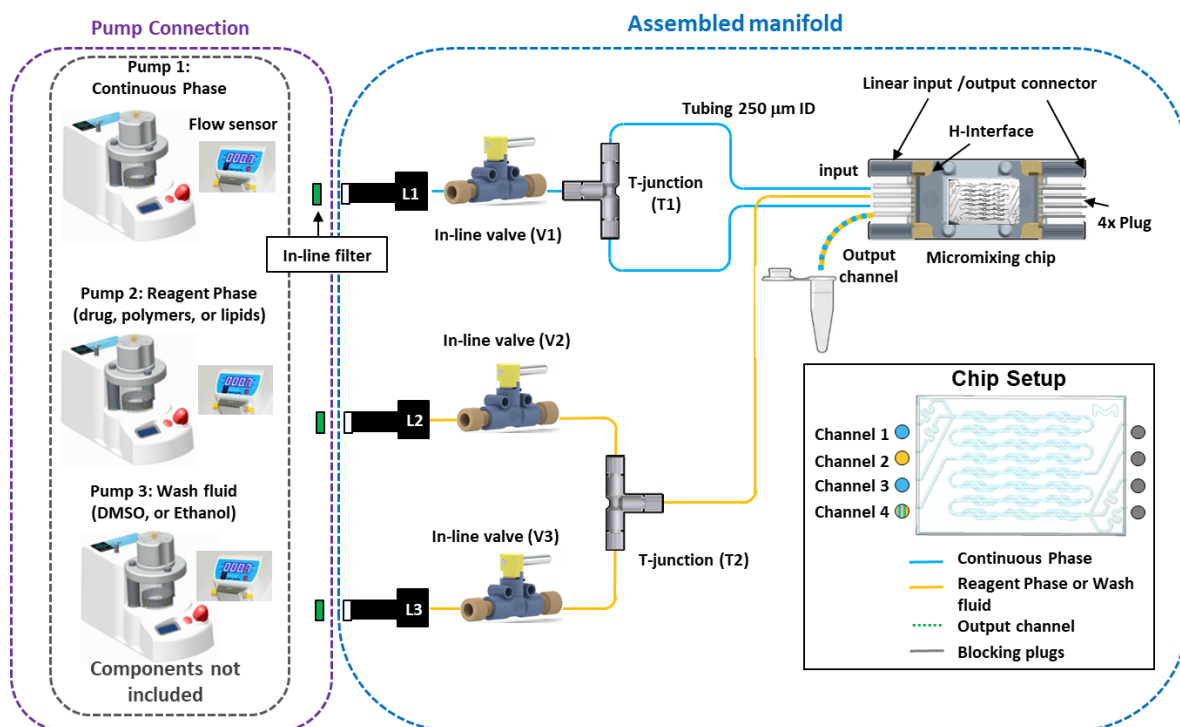 Pump Connection
Assembled manifold
Pump 1:
Continuous Phase
Flow sensor
In-line filter
L1
In-line valve (V1)
T-junction
(T1)
Tubing 250 µm ID
Linear input /output connector
H-Interface
input
4x Plug
Output
channel
Micromixing chip
Pump 2: Reagent Phase
(drug, polymers, or lipids)
L2
In-line valve (V2)
T-junction (T2)
Pump 3: Wash fluid
(DMSO, or Ethanol)
L3
In-line valve (V3)
Components not
included
Chip Setup
Channel 1
Channel 2
Channel 3
Channel 4
Continuous Phase
Reagent Phase or Wash
fluid
Output channel
Blocking plugs